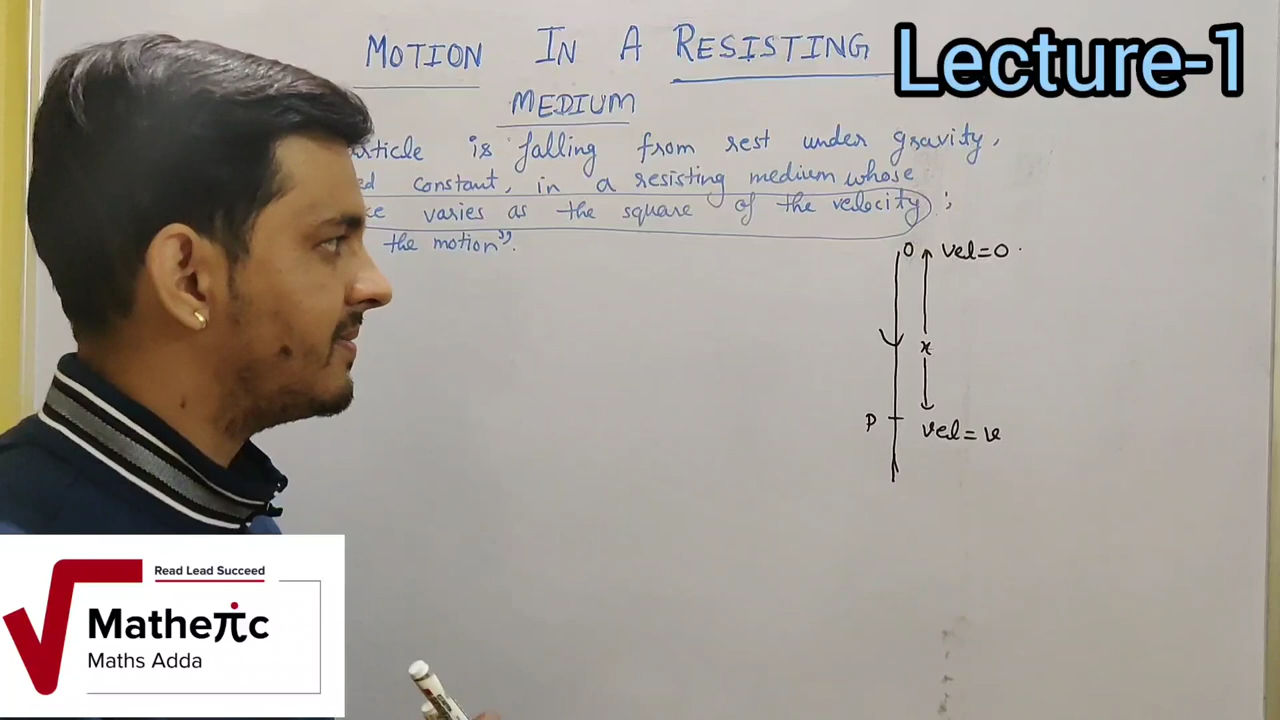 MOTION IN A RESISTING
Lecture-1
MEDIUM
is falling from rest under gravity,
constant, in a resisting medium whose
varies as the square of the velocity;
the motion".
O vel=0
x
P
vel=v
Read Lead Succeed
Matheπc
Maths Adda